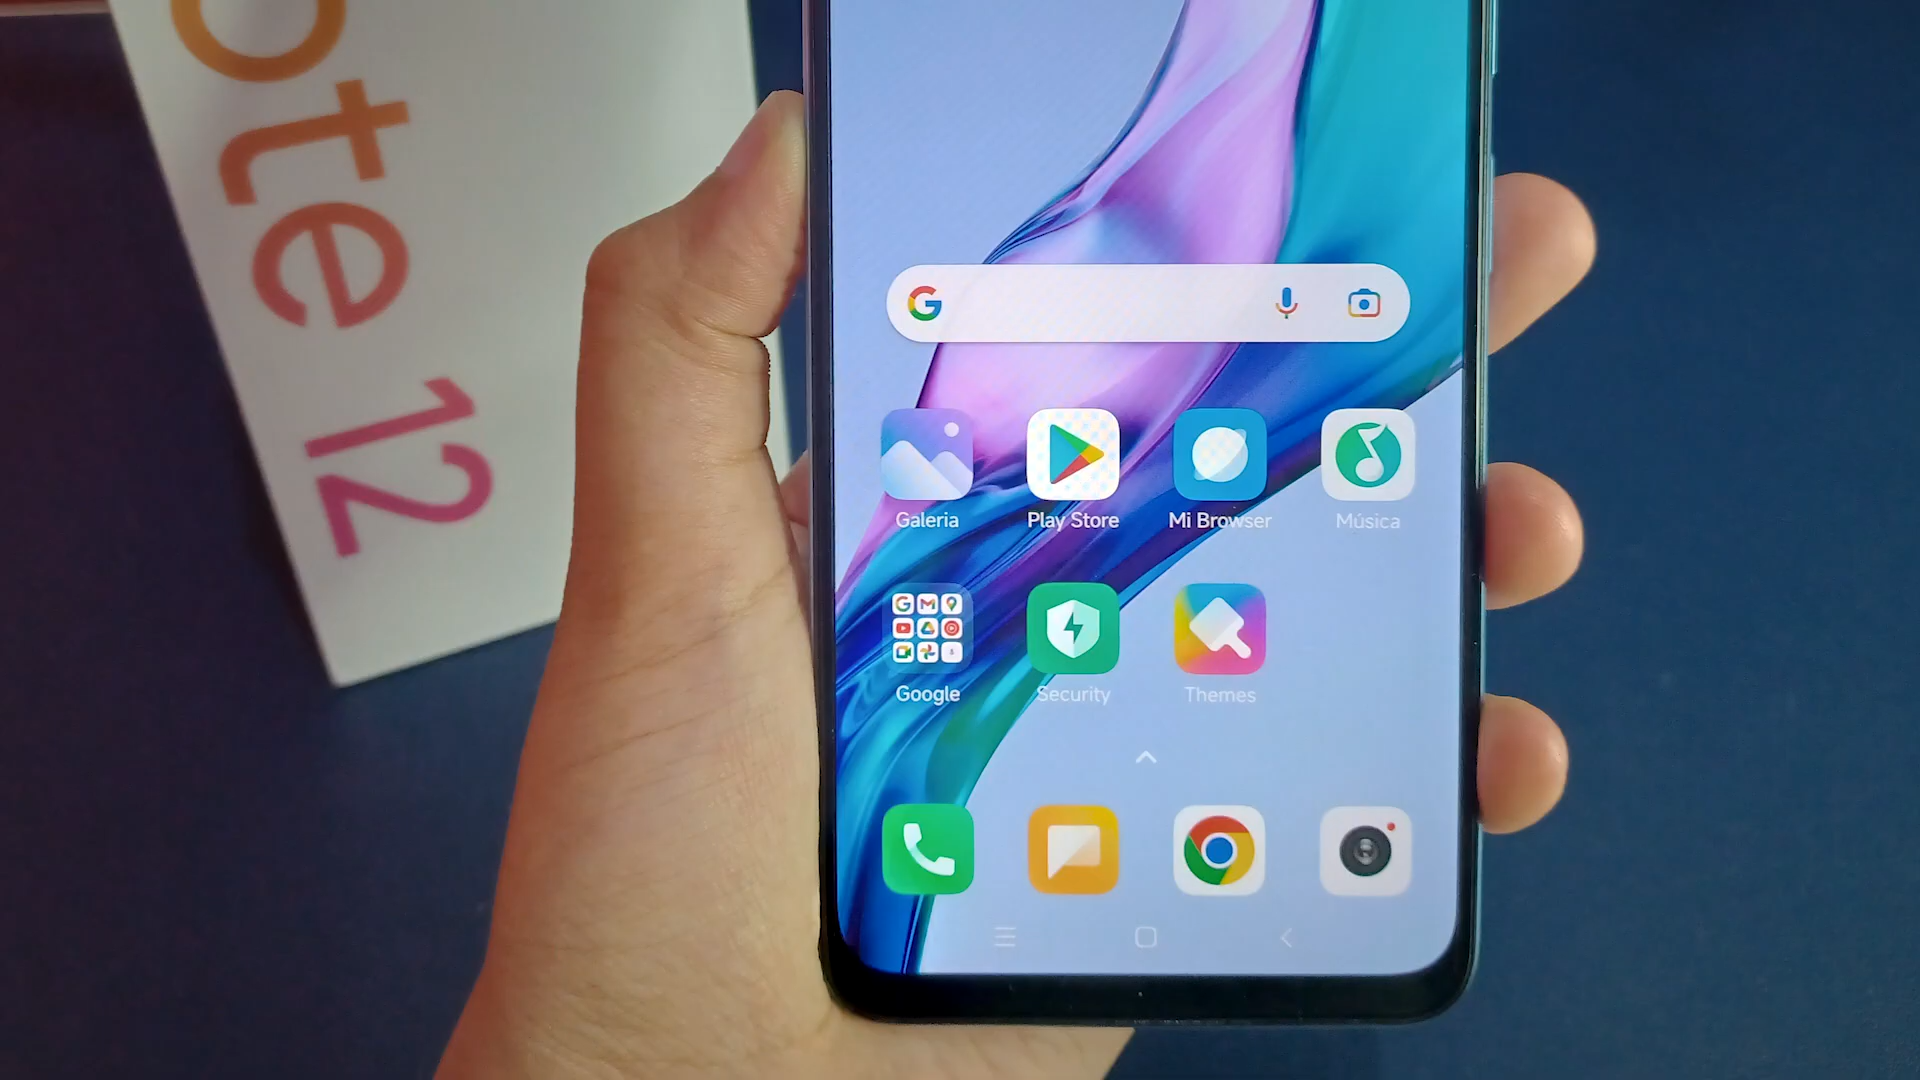 ote 12
Galeria
Play Store
Mi Browser
Música
Google
Security
Themes